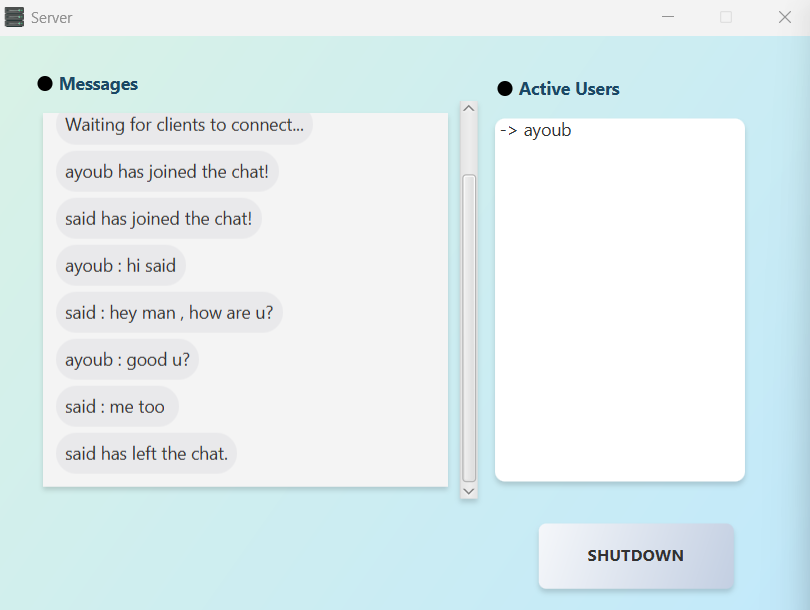 Server
Messages
Waiting for clients to connect...
ayoub has joined the chat!
said has joined the chat!
ayoub : hi said
said : hey man , how are u?
ayoub : good u?
said : me too
said has left the chat.
Active Users
-> ayoub
SHUTDOWN